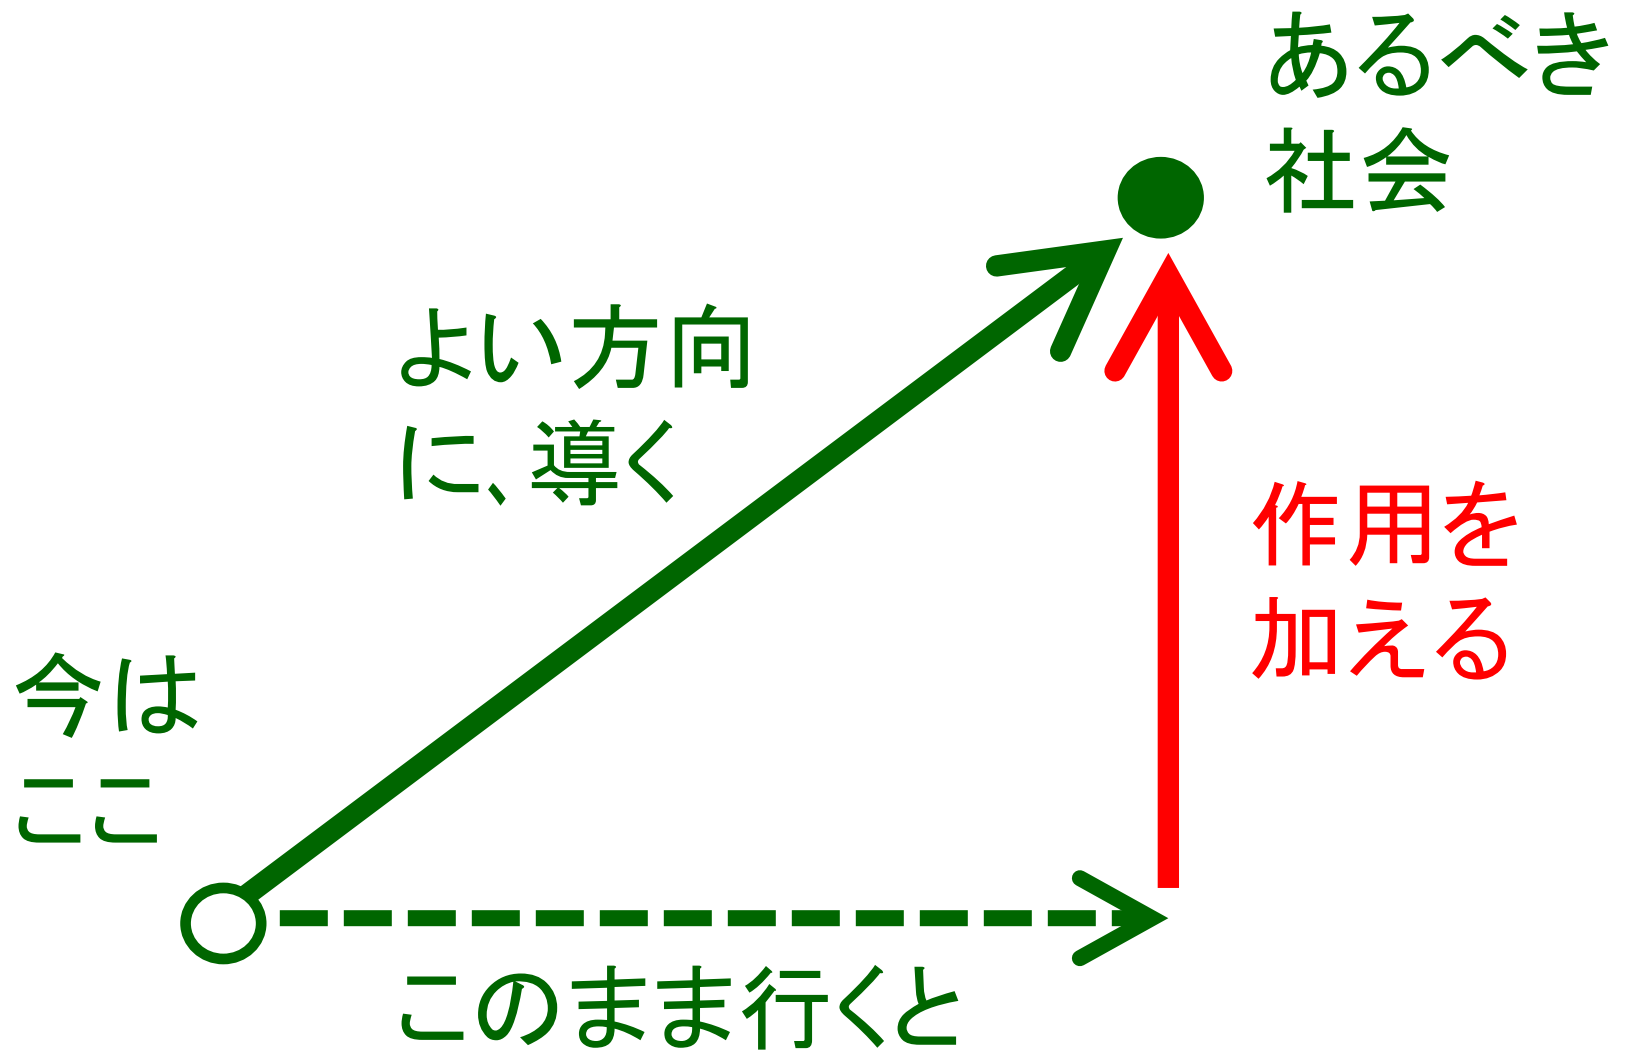 あるべき
社会
よい方向
に、導く
作用を
加える
今は
ここ
このまま行くと